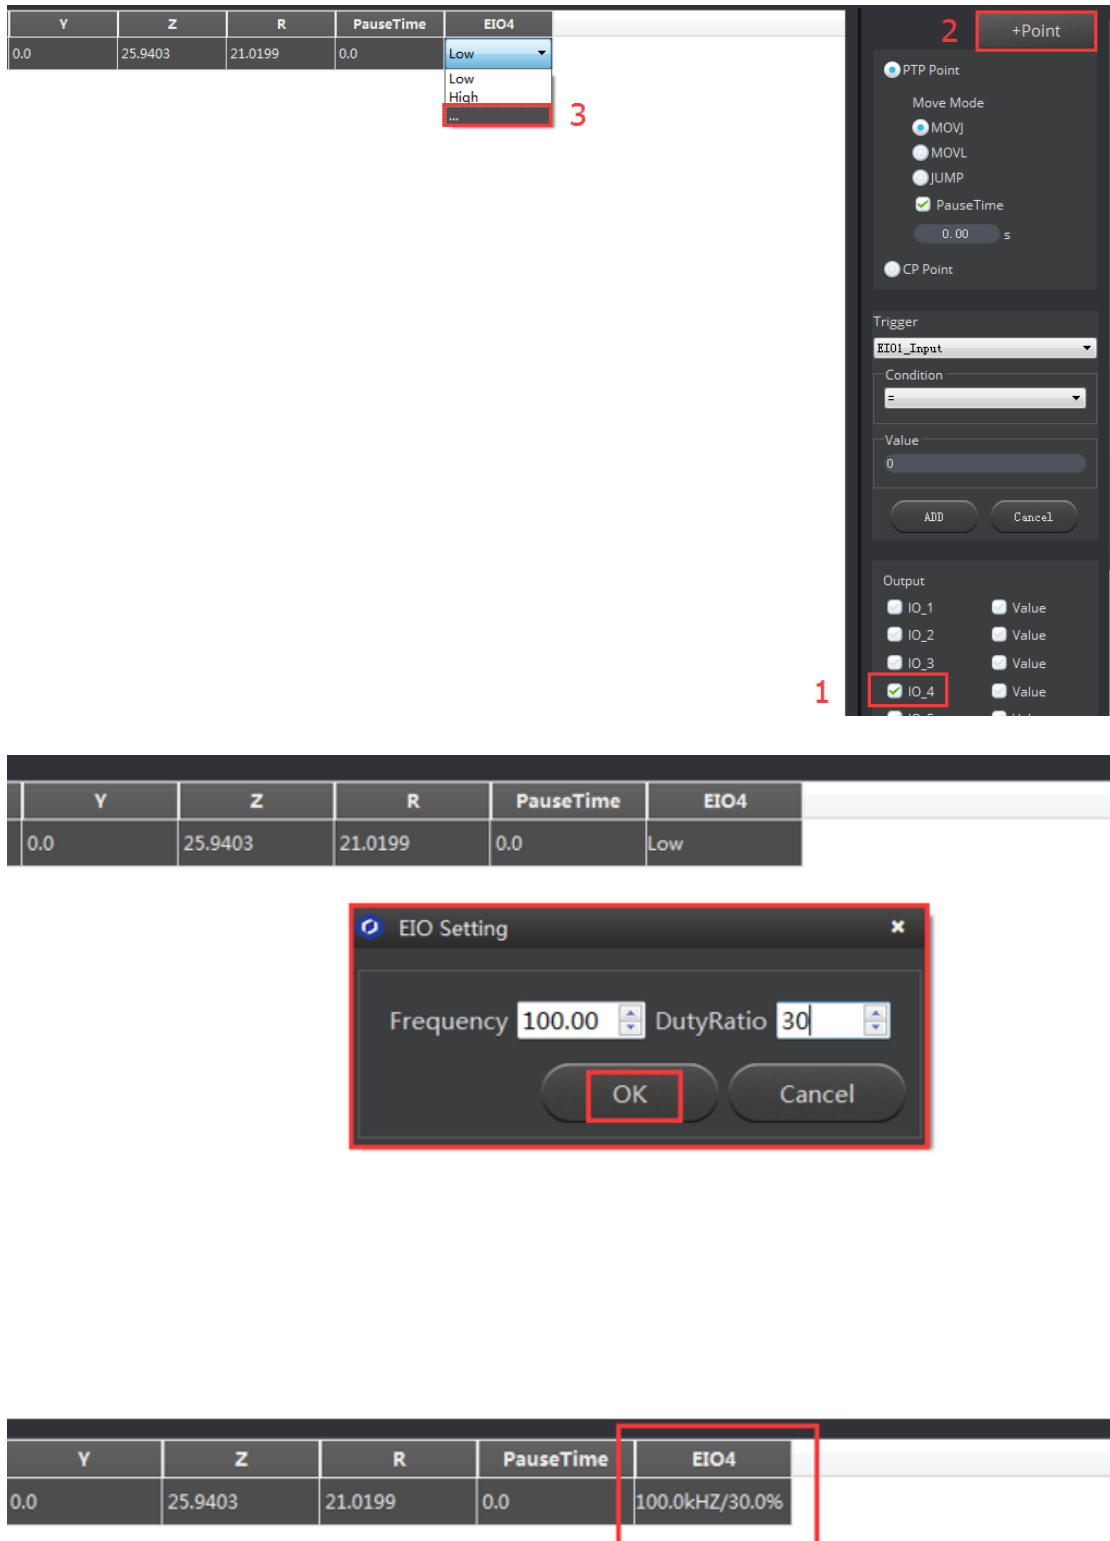 Y Z R PauseTime EIO4
0.0 25.9403 21.0199 0.0 Low
Low
High
...
3
2 +Point
PTP Point
Move Mode
MOVJ
MOVL
JUMP
PauseTime
0.00 s
CP Point
Trigger
EIO1_Input
Condition
=
Value
0
ADD Cancel
Output
IO_1 Value
IO_2 Value
IO_3 Value
1 IO_4 Value
Y Z R PauseTime EIO4
0.0 25.9403 21.0199 0.0 Low
EIO Setting
Frequency 100.00 DutyRatio 30
OK Cancel
Y Z R PauseTime EIO4
0.0 25.9403 21.0199 0.0 100.0kHZ/30.0%